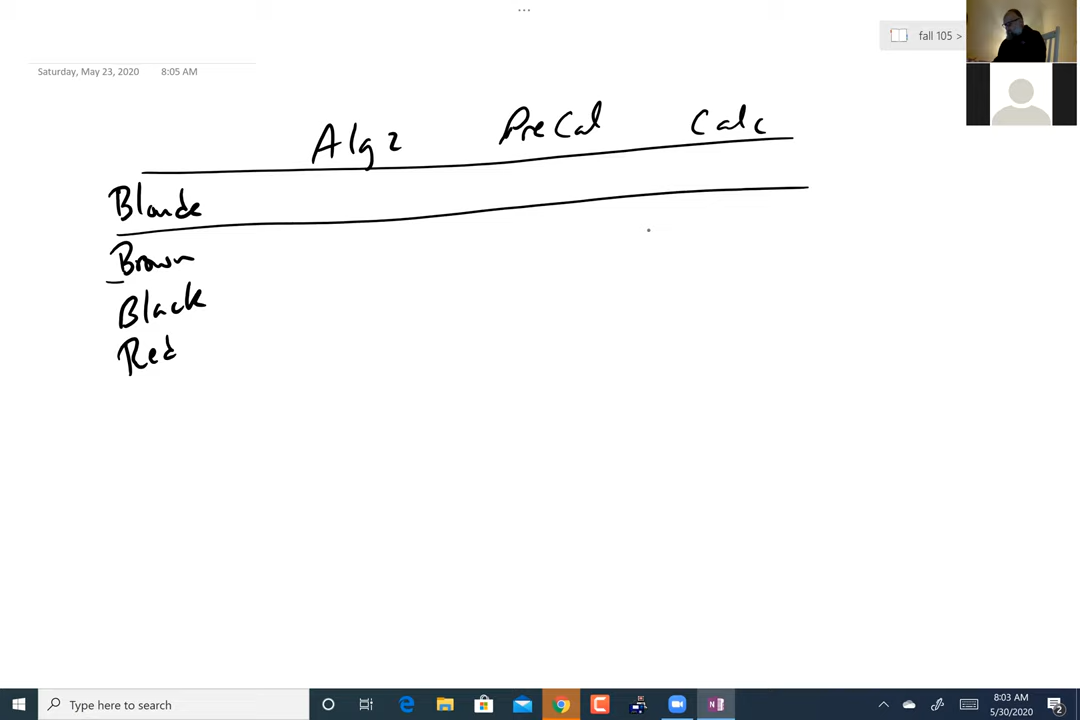 fall 105 >
Saturday, May 23, 2020 8:05 AM
Alg 2 PreCal Calc
Blonde
Brown
Black
Red
Type here to search
8:03 AM
5/30/2020
2